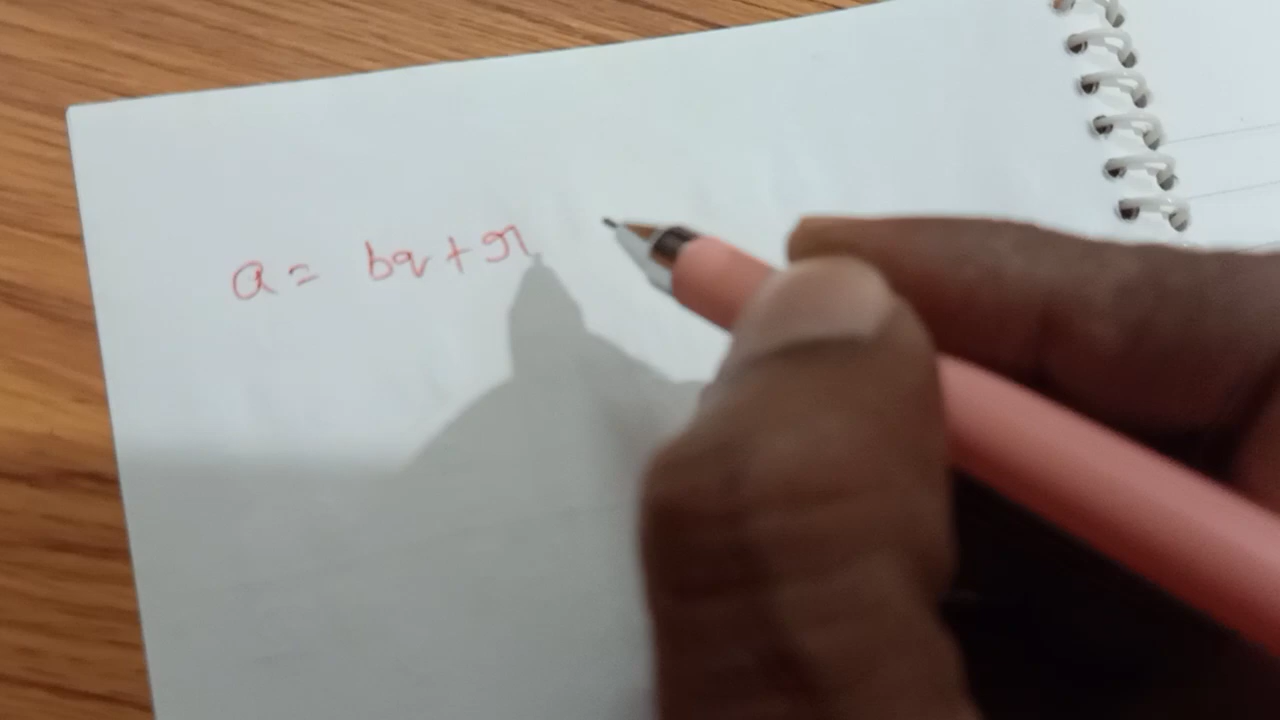 a = bq + r